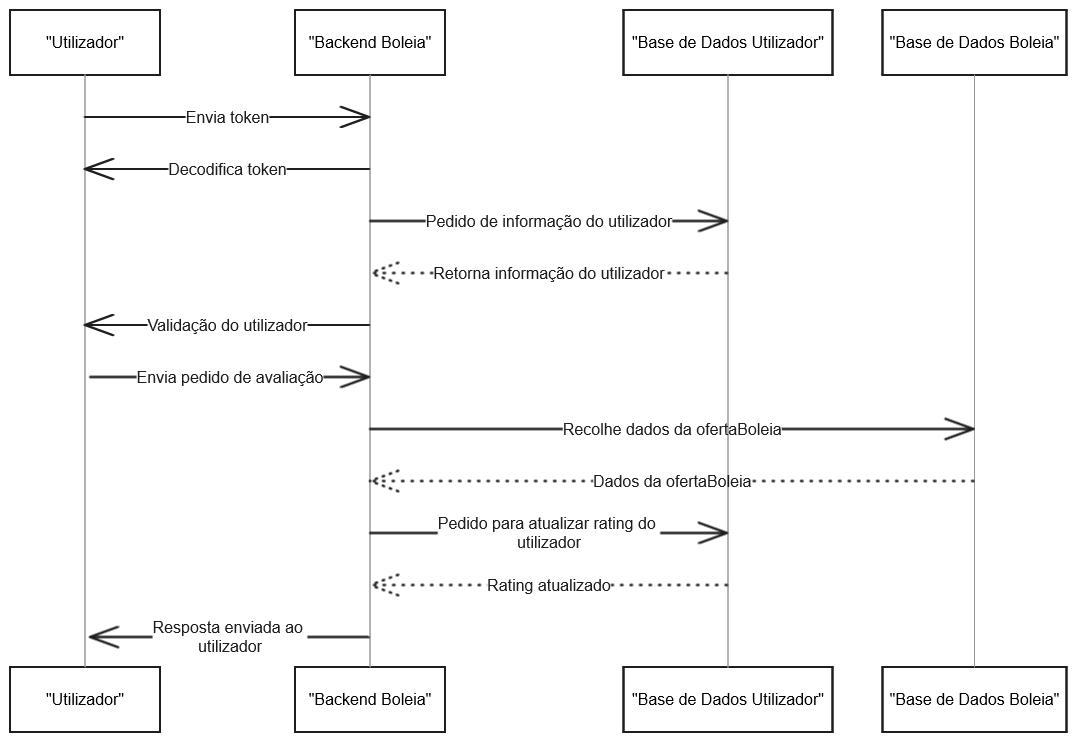 "Utilizador"
"Backend Boleia"
"Base de Dados Utilizador"
"Base de Dados Boleia"
Envia token
Decodifica token
Pedido de informação do utilizador
Retorna informação do utilizador
Validação do utilizador
Envia pedido de avaliação
Recolhe dados da ofertaBoleia
Dados da ofertaBoleia
Pedido para atualizar rating do
utilizador
Rating atualizado
Resposta enviada ao
utilizador
"Utilizador"
"Backend Boleia"
"Base de Dados Utilizador"
"Base de Dados Boleia"